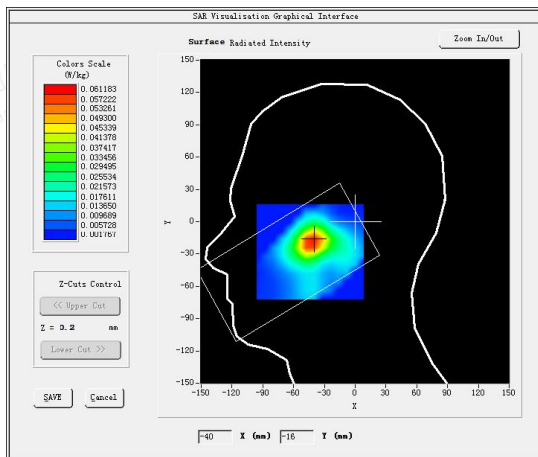 SAR Visualisation Graphical Interface
Surface Radiated Intensity
Zoom In/Out
Colors Scale
(W/kg)
0.061183
0.057222
0.053261
0.049300
0.045339
0.041378
0.037417
0.033456
0.029495
0.025534
0.021573
0.017611
0.013650
0.009689
0.005728
0.001767
150
120
90
60
30
0
-30
-60
-90
-120
-150
Y
-150 -120 -90 -60 -30 0 30 60 90 120 150
X
Z-Cuts Control
<< Upper Cut
Z = 3.2 mm
Lower Cut >>
SAVE Cancel
-40 X (mm) -16 Y (mm)